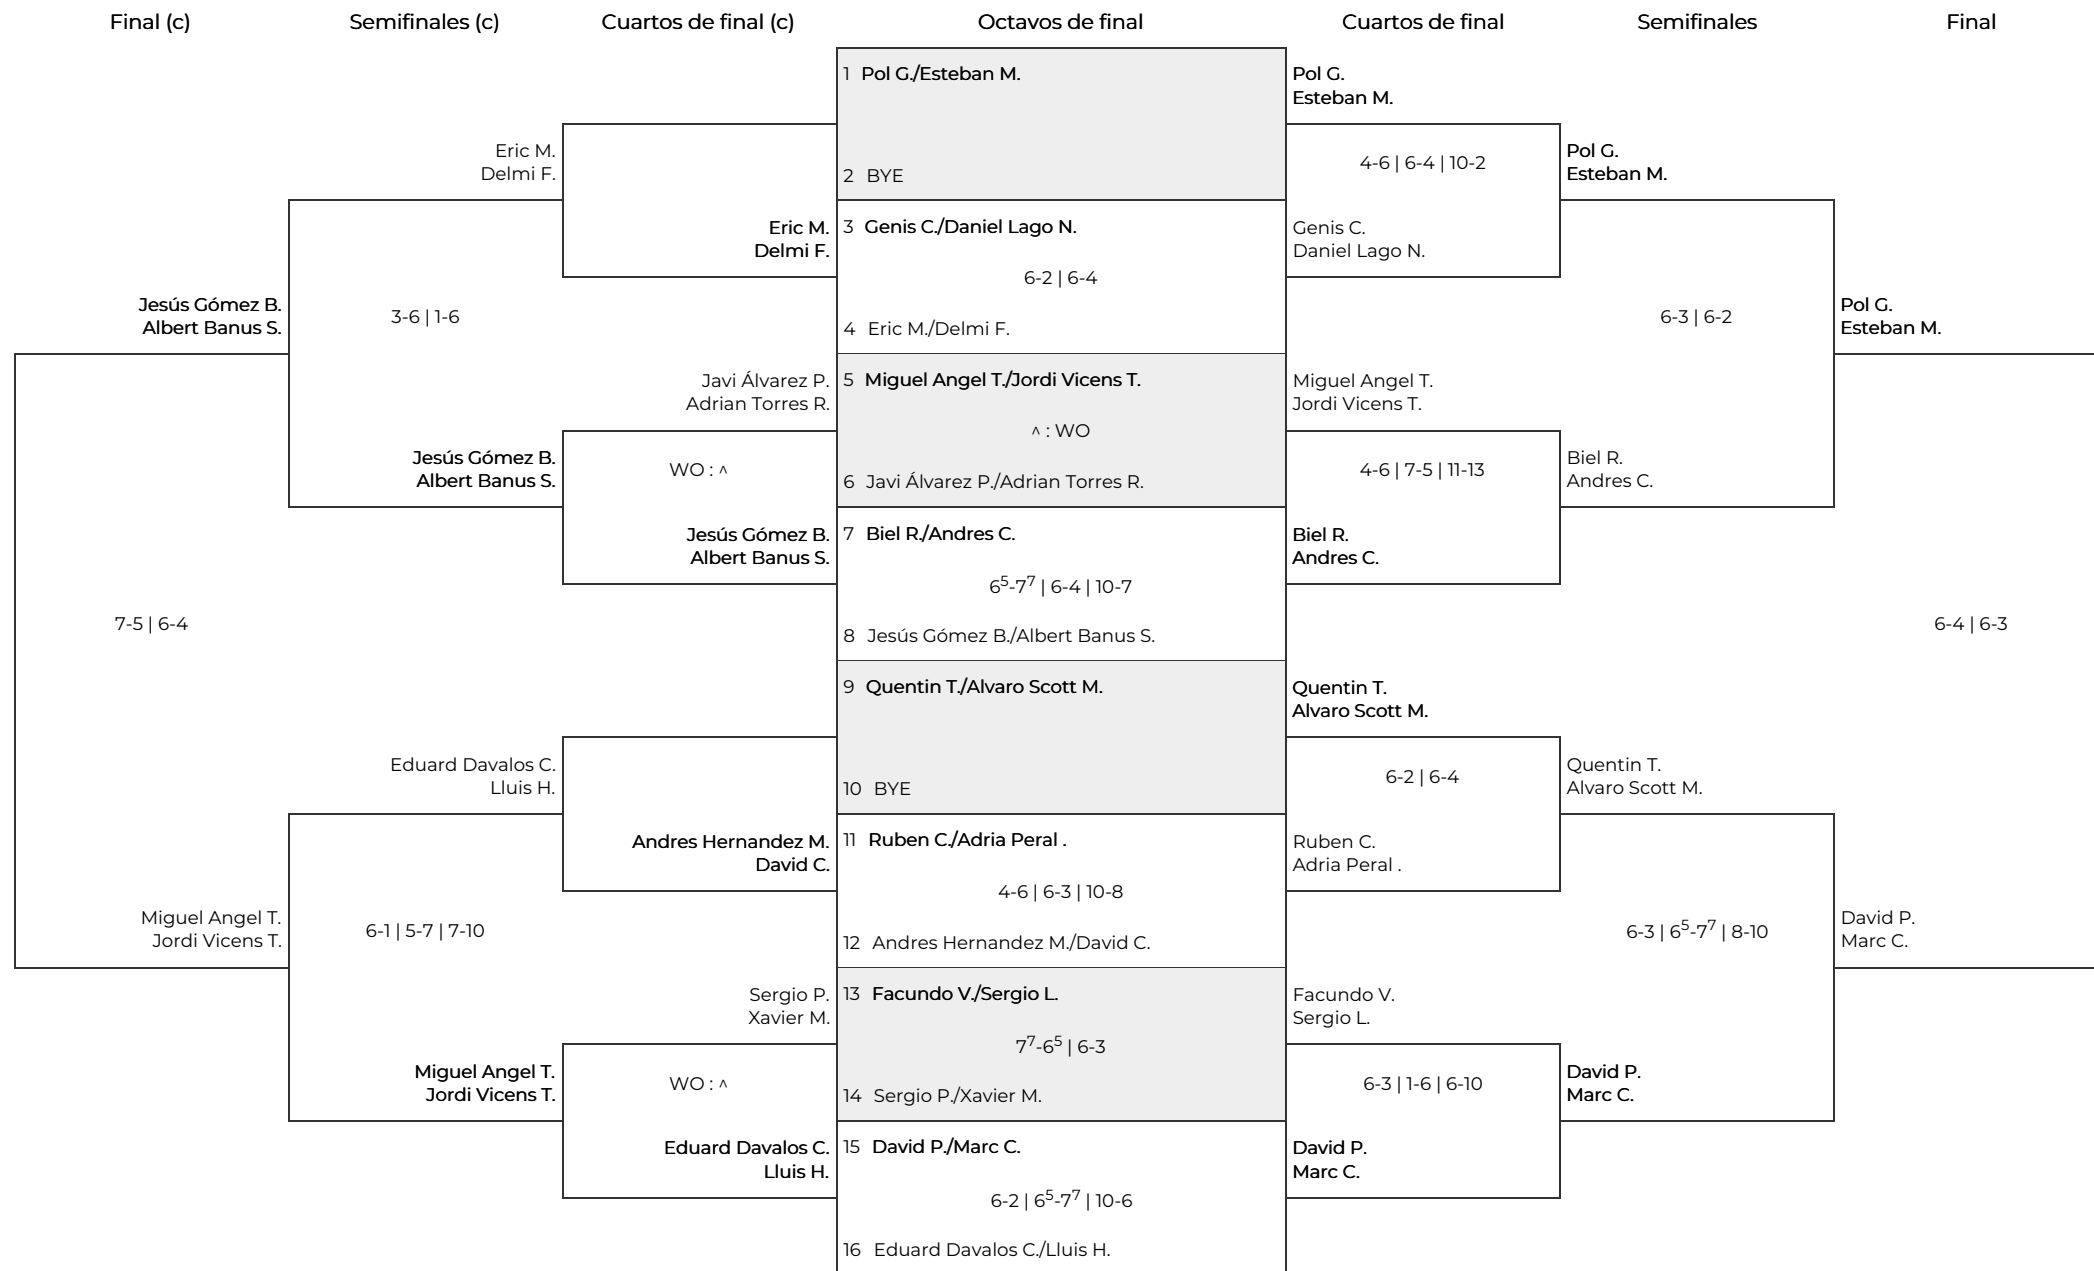 Final (c)
Semifinales (c)
Cuartos de final (c)
Octavos de final
Cuartos de final
Semifinales
Final
Jesús Gómez B.
Albert Banus S.
7-5 | 6-4
Miguel Angel T.
Jordi Vicens T.
Eric M.
Delmi F.
3-6 | 1-6
Jesús Gómez B.
Albert Banus S.
Eduard Davalos C.
Lluis H.
6-1 | 5-7 | 7-10
Miguel Angel T.
Jordi Vicens T.
Eric M.
Delmi F.
Javi Álvarez P.
Adrian Torres R.
WO : ^
Jesús Gómez B.
Albert Banus S.
Andres Hernandez M.
David C.
Sergio P.
Xavier M.
WO : ^
Eduard Davalos C.
Lluis H.
1 Pol G./Esteban M.
2 BYE
3 Genis C./Daniel Lago N.
6-2 | 6-4
4 Eric M./Delmi F.
5 Miguel Angel T./Jordi Vicens T.
^ : WO
6 Javi Álvarez P./Adrian Torres R.
7 Biel R./Andres C.
6⁵-7⁷ | 6-4 | 10-7
8 Jesús Gómez B./Albert Banus S.
9 Quentin T./Alvaro Scott M.
10 BYE
11 Ruben C./Adria Peral .
4-6 | 6-3 | 10-8
12 Andres Hernandez M./David C.
13 Facundo V./Sergio L.
7⁷-6⁵ | 6-3
14 Sergio P./Xavier M.
15 David P./Marc C.
6-2 | 6⁵-7⁷ | 10-6
16 Eduard Davalos C./Lluis H.
Pol G.
Esteban M.
4-6 | 6-4 | 10-2
Genis C.
Daniel Lago N.
Miguel Angel T.
Jordi Vicens T.
4-6 | 7-5 | 11-13
Biel R.
Andres C.
Quentin T.
Alvaro Scott M.
6-2 | 6-4
Ruben C.
Adria Peral .
Facundo V.
Sergio L.
6-3 | 1-6 | 6-10
David P.
Marc C.
Pol G.
Esteban M.
6-3 | 6-2
Biel R.
Andres C.
Quentin T.
Alvaro Scott M.
6-3 | 6⁵-7⁷ | 8-10
David P.
Marc C.
Pol G.
Esteban M.
6-4 | 6-3
David P.
Marc C.